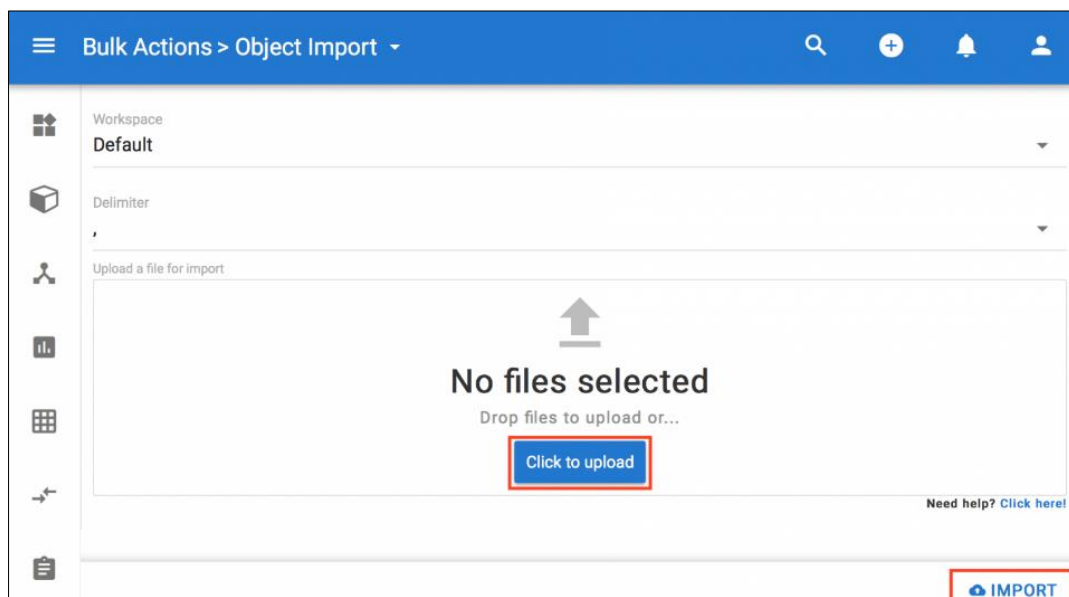 Bulk Actions > Object Import
Workspace
Default
Delimiter
,
Upload a file for import
No files selected
Drop files to upload or...
Click to upload
Need help? Click here!
IMPORT